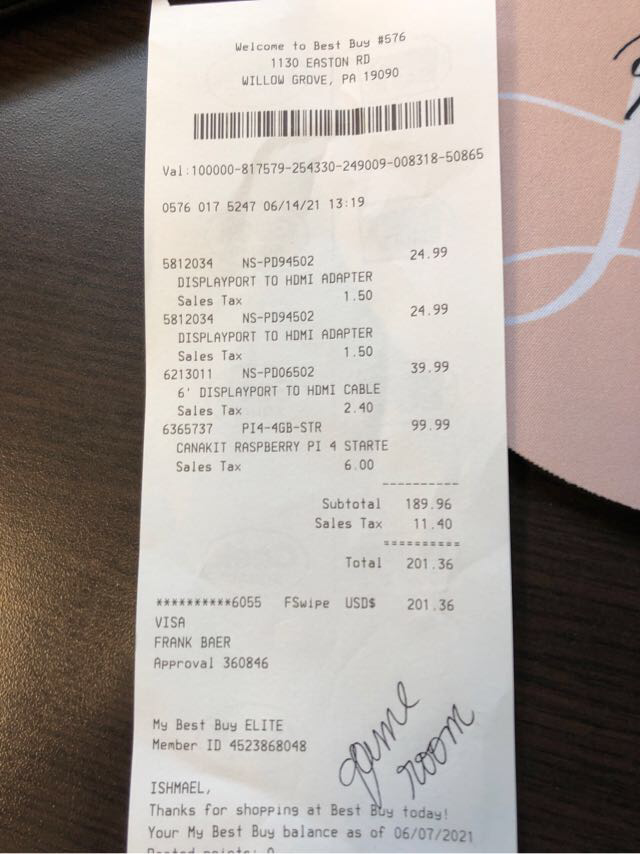 Welcome to Best Buy #576
1130 EASTON RD
WILLOW GROVE, PA 19090
Val:100000-817579-254330-249009-008318-50865
0576 017 5247 06/14/21 13:19
5812034 NS-PD94502 24.99
DISPLAYPORT TO HDMI ADAPTER
Sales Tax 1.50
5812034 NS-PD94502 24.99
DISPLAYPORT TO HDMI ADAPTER
Sales Tax 1.50
6213011 NS-PD06502 39.99
6' DISPLAYPORT TO HDMI CABLE
Sales Tax 2.40
6365737 PI4-4GB-STR 99.99
CANAKIT RASPBERRY PI 4 STARTE
Sales Tax 6.00
----------
Subtotal 189.96
Sales Tax 11.40
==========
Total 201.36
**********6055 FSwipe USD$ 201.36
VISA
FRANK BAER
Approval 360846
My Best Buy ELITE
Member ID 4523868048
game
room
ISHMAEL,
Thanks for shopping at Best Buy today!
Your My Best Buy balance as of 06/07/2021
Posted points: 0